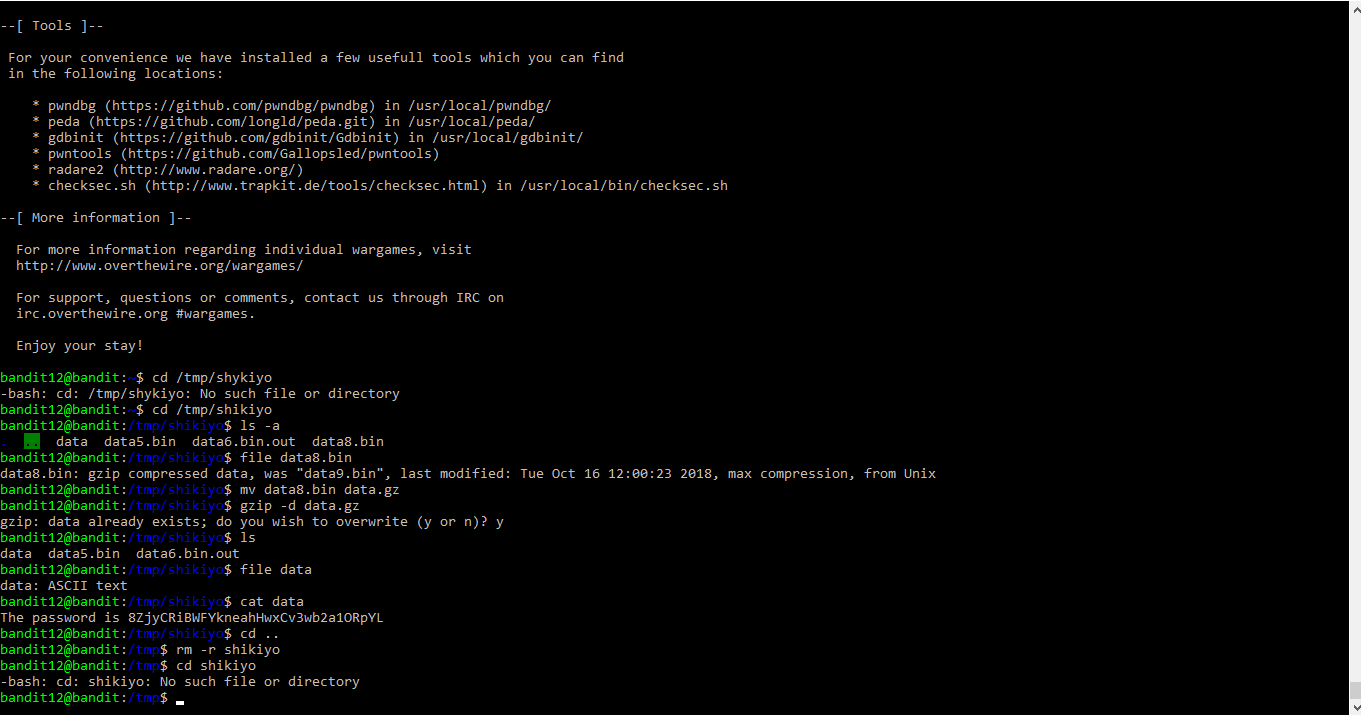 --[ Tools ]--
For your convenience we have installed a few usefull tools which you can find
in the following locations:
* pwndbg (https://github.com/pwndbg/pwndbg) in /usr/local/pwndbg/
* peda (https://github.com/longld/peda.git) in /usr/local/peda/
* gdbinit (https://github.com/gdbinit/Gdbinit) in /usr/local/gdbinit/
* pwntools (https://github.com/Gallopsled/pwntools)
* radare2 (http://www.radare.org/)
* checksec.sh (http://www.trapkit.de/tools/checksec.html) in /usr/local/bin/checksec.sh
--[ More information ]--
For more information regarding individual wargames, visit
http://www.overthewire.org/wargames/
For support, questions or comments, contact us through IRC on
irc.overthewire.org #wargames.
Enjoy your stay!
bandit12@bandit:~$ cd /tmp/shykiyo
-bash: cd: /tmp/shykiyo: No such file or directory
bandit12@bandit:~$ cd /tmp/shikiyo
bandit12@bandit:/tmp/shikiyo$ ls -a
.  ..  data  data5.bin  data6.bin.out  data8.bin
bandit12@bandit:/tmp/shikiyo$ file data8.bin
data8.bin: gzip compressed data, was "data9.bin", last modified: Tue Oct 16 12:00:23 2018, max compression, from Unix
bandit12@bandit:/tmp/shikiyo$ mv data8.bin data.gz
bandit12@bandit:/tmp/shikiyo$ gzip -d data.gz
gzip: data already exists; do you wish to overwrite (y or n)? y
bandit12@bandit:/tmp/shikiyo$ ls
data  data5.bin  data6.bin.out
bandit12@bandit:/tmp/shikiyo$ file data
data: ASCII text
bandit12@bandit:/tmp/shikiyo$ cat data
The password is 8ZjyCRiBWFYkneahHwxCv3wb2a1ORpYL
bandit12@bandit:/tmp/shikiyo$ cd ..
bandit12@bandit:/tmp$ rm -r shikiyo
bandit12@bandit:/tmp$ cd shikiyo
-bash: cd: shikiyo: No such file or directory
bandit12@bandit:/tmp$